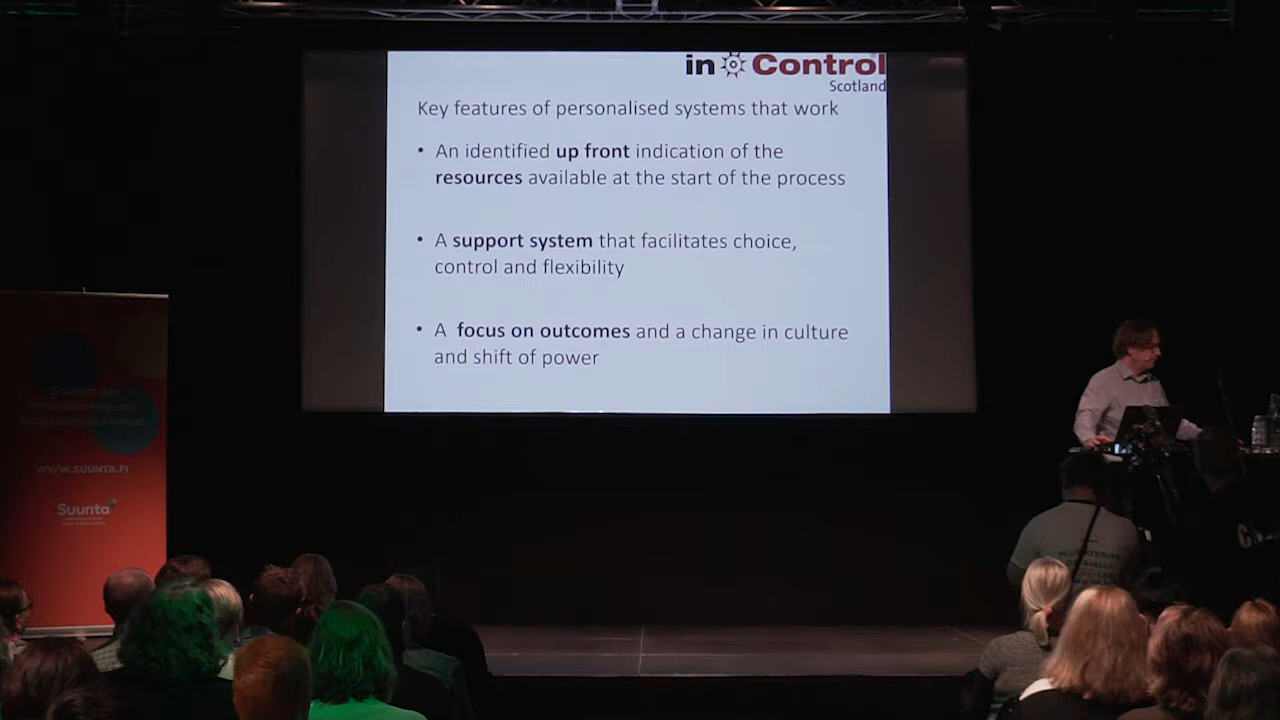 in Control
Scotland
Key features of personalised systems that work
• An identified up front indication of the
resources available at the start of the process
• A support system that facilitates choice,
control and flexibility
• A focus on outcomes and a change in culture
and shift of power
WWW.SUUNTA.FI
Suunta